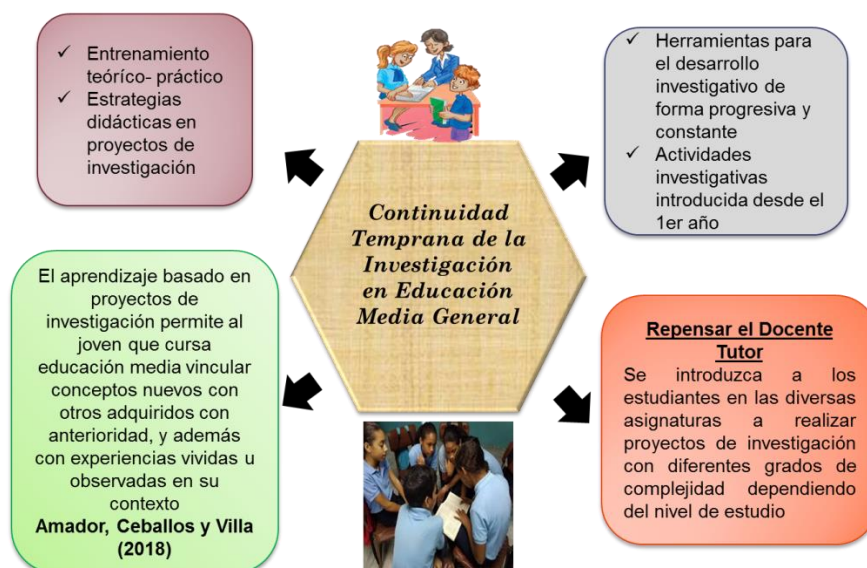 ✓ Entrenamiento
teóríco- práctico
✓ Estrategias
didácticas en
proyectos de
investigación
✓ Herramientas para
el desarrollo
investigativo de
forma progresiva y
constante
✓ Actividades
investigativas
introducida desde el
1er año
Continuidad
Temprana de la
Investigación
en Educación
Media General
El aprendizaje basado en
proyectos de
investigación permite al
joven que cursa
educación media vincular
conceptos nuevos con
otros adquiridos con
anterioridad, y además
con experiencias vividas u
observadas en su
contexto
Amador, Ceballos y Villa
(2018)
Repensar el Docente
Tutor
Se introduzca a los
estudiantes en las diversas
asignaturas a realizar
proyectos de investigación
con diferentes grados de
complejidad dependiendo
del nivel de estudio